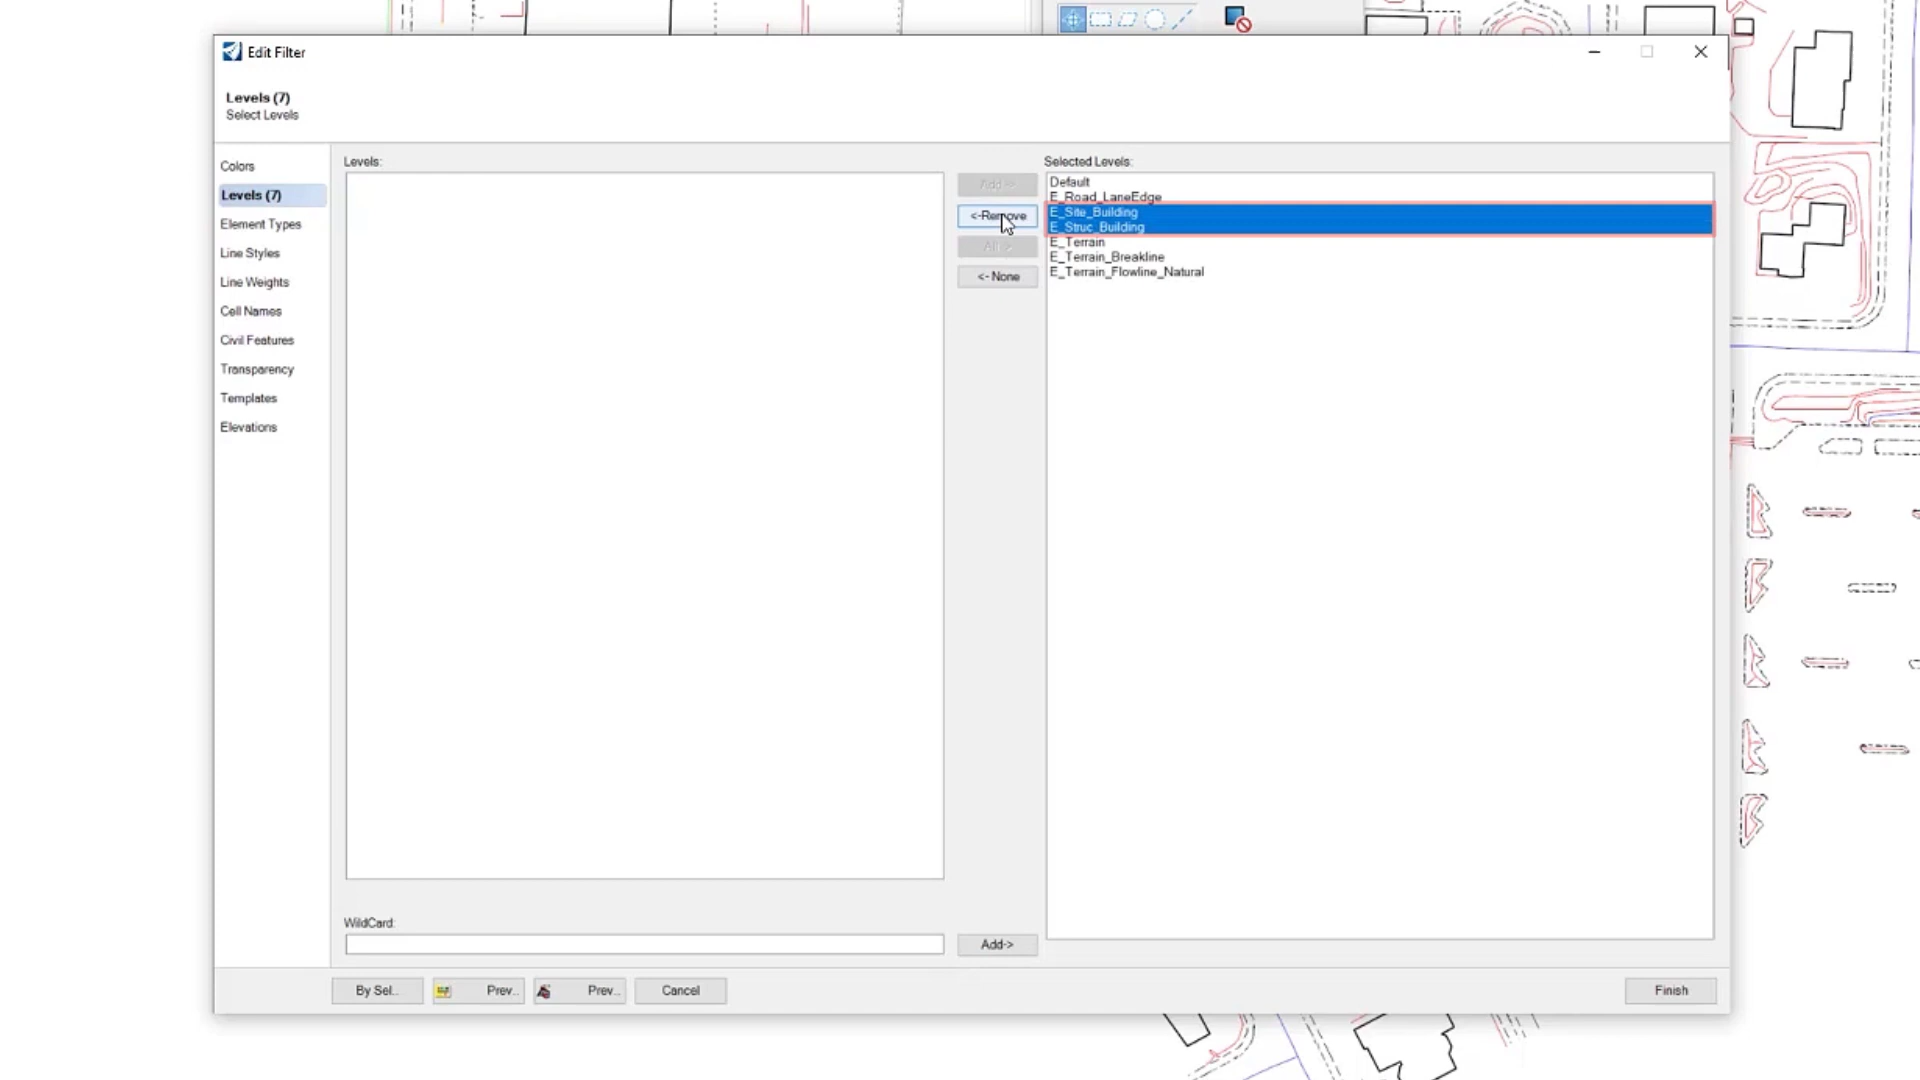 Edit Filter
Levels (7)
Select Levels
Colors
Levels (7)
Element Types
Line Styles
Line Weights
Cell Names
Civil Features
Transparency
Templates
Elevations
Levels:
Add ->
<-Remove
All ->
<- None
Selected Levels:
Default
E_Road_LaneEdge
E_Site_Building
E_Struc_Building
E_Terrain
E_Terrain_Breakline
E_Terrain_Flowline_Natural
WildCard:
Add->
By Sel..
Prev..
Prev..
Cancel
Finish